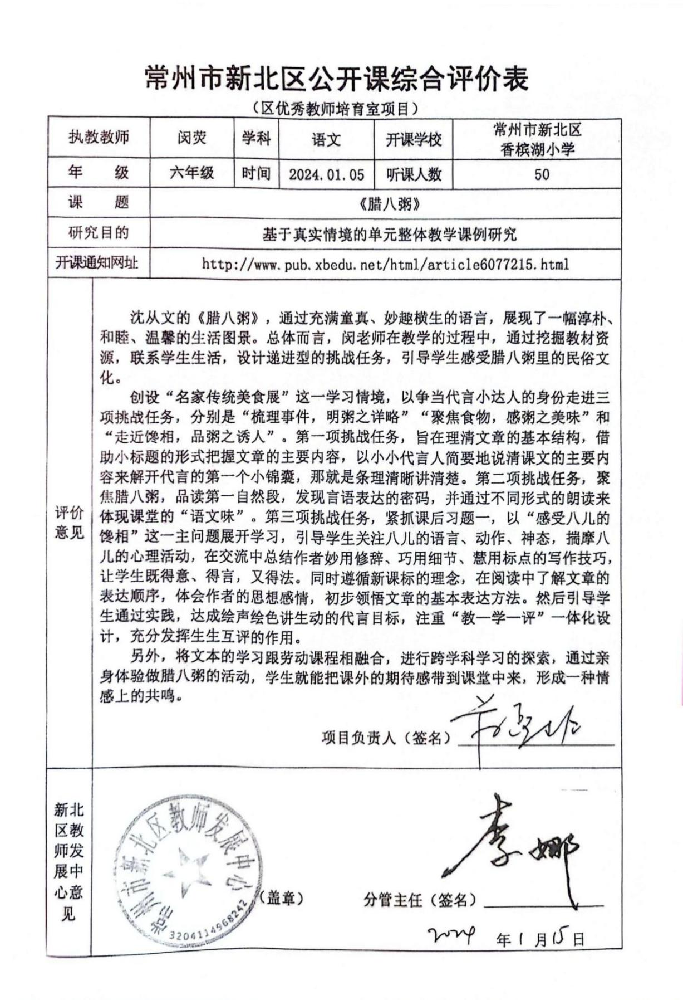 常州市新北区公开课综合评价表
（区优秀教师培育室项目）
执教教师 闵荧 学科 语文 开课学校 常州市新北区
香槟湖小学
年 级 六年级 时间 2024.01.05 听课人数 50
课 题 《腊八粥》
研究目的 基于真实情境的单元整体教学课例研究
开课通知网址 http://www.pub.xbedu.net/html/article6077215.html
评价
意见
沈从文的《腊八粥》，通过充满童真、妙趣横生的语言，展现了一幅淳朴、
和睦、温馨的生活图景。总体而言，闵老师在教学的过程中，通过挖掘教材资
源，联系学生生活，设计递进型的挑战任务，引导学生感受腊八粥里的民俗文
化。
创设“名家传统美食展”这一学习情境，以争当代言小达人的身份走进三
项挑战任务，分别是“梳理事件，明粥之详略”“聚焦食物，感粥之美味”和
“走近馋相，品粥之诱人”。第一项挑战任务，旨在理清文章的基本结构，借
助小标题的形式把握文章的主要内容，以小小代言人简要地说清课文的主要内
容来解开代言的第一个小锦囊，那就是条理清晰讲清楚。第二项挑战任务，聚
焦腊八粥，品读第一自然段，发现言语表达的密码，并通过不同形式的朗读来
体现课堂的“语文味”。第三项挑战任务，紧抓课后习题一，以“感受八儿的
馋相”这一主问题展开学习，引导学生关注八儿的语言、动作、神态，揣摩八
儿的心理活动，在交流中总结作者妙用修辞、巧用细节、慧用标点的写作技巧，
让学生既得意、得言，又得法。同时遵循新课标的理念，在阅读中了解文章的
表达顺序，体会作者的思想感情，初步领悟文章的基本表达方法。然后引导学
生通过实践，达成绘声绘色讲生动的代言目标，注重“教—学—评”一体化设
计，充分发挥生生互评的作用。
另外，将文本的学习跟劳动课程相融合，进行跨学科学习的探索，通过亲
身体验做腊八粥的活动，学生就能把课外的期待感带到课堂中来，形成一种情
感上的共鸣。
项目负责人（签名）
新北
区教
师发
展中
心意
见
常州市新北区教师发展中心
3204114968242
（盖章）
分管主任（签名） 李娜
2024 年 1 月 15 日